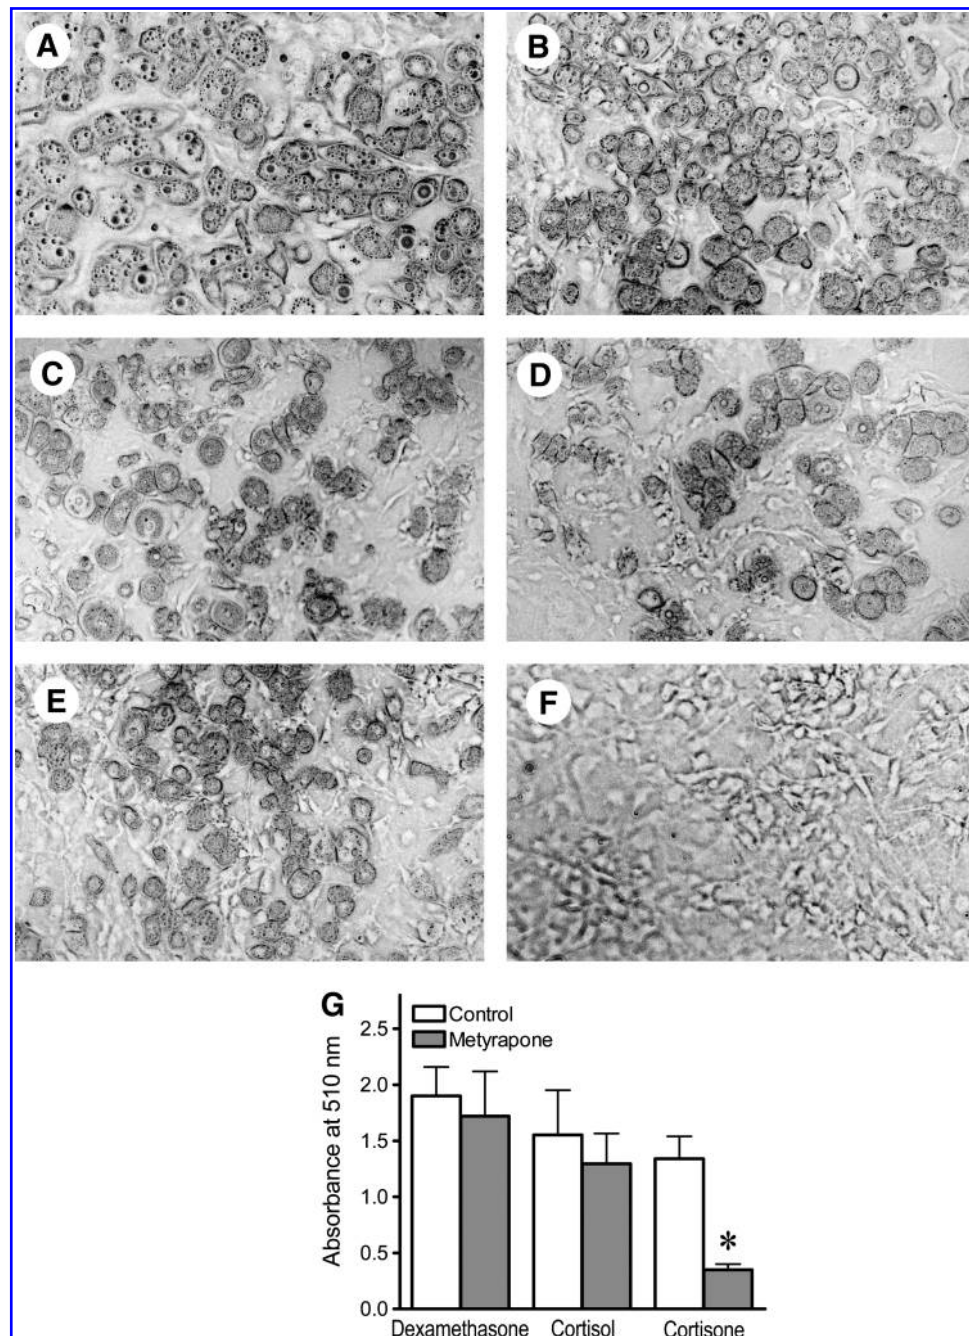 A
B
C
D
E
F
G
Control
Metyrapone
Absorbance at 510 nm
2.5
2.0
1.5
1.0
0.5
0.0
*
Dexamethasone Cortisol Cortisone